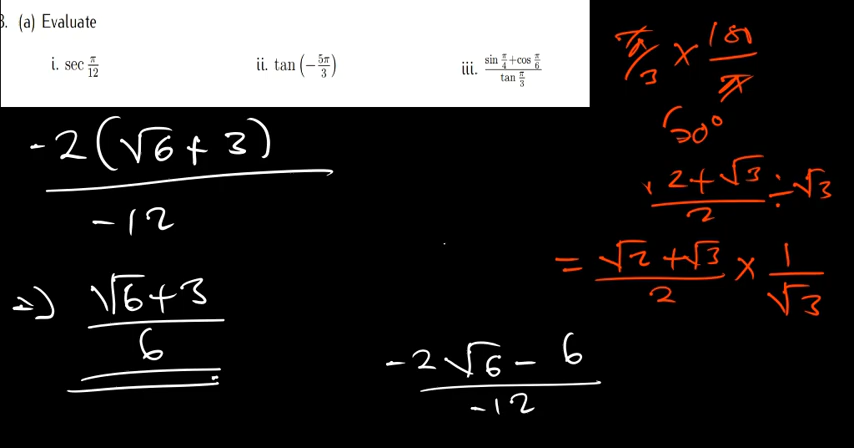 3. (a) Evaluate
i. sec π/12
ii. tan (−5π/3)
iii. (sin π/4 + cos π/6)/(tan π/3)
π/3 × 180/π
60°
(2 + √3)/2 ÷ √3
= (√2 + √3)/2 × 1/√3
-2(√6 + 3)/-12
=) (√6 + 3)/6
(-2√6 - 6)/-12